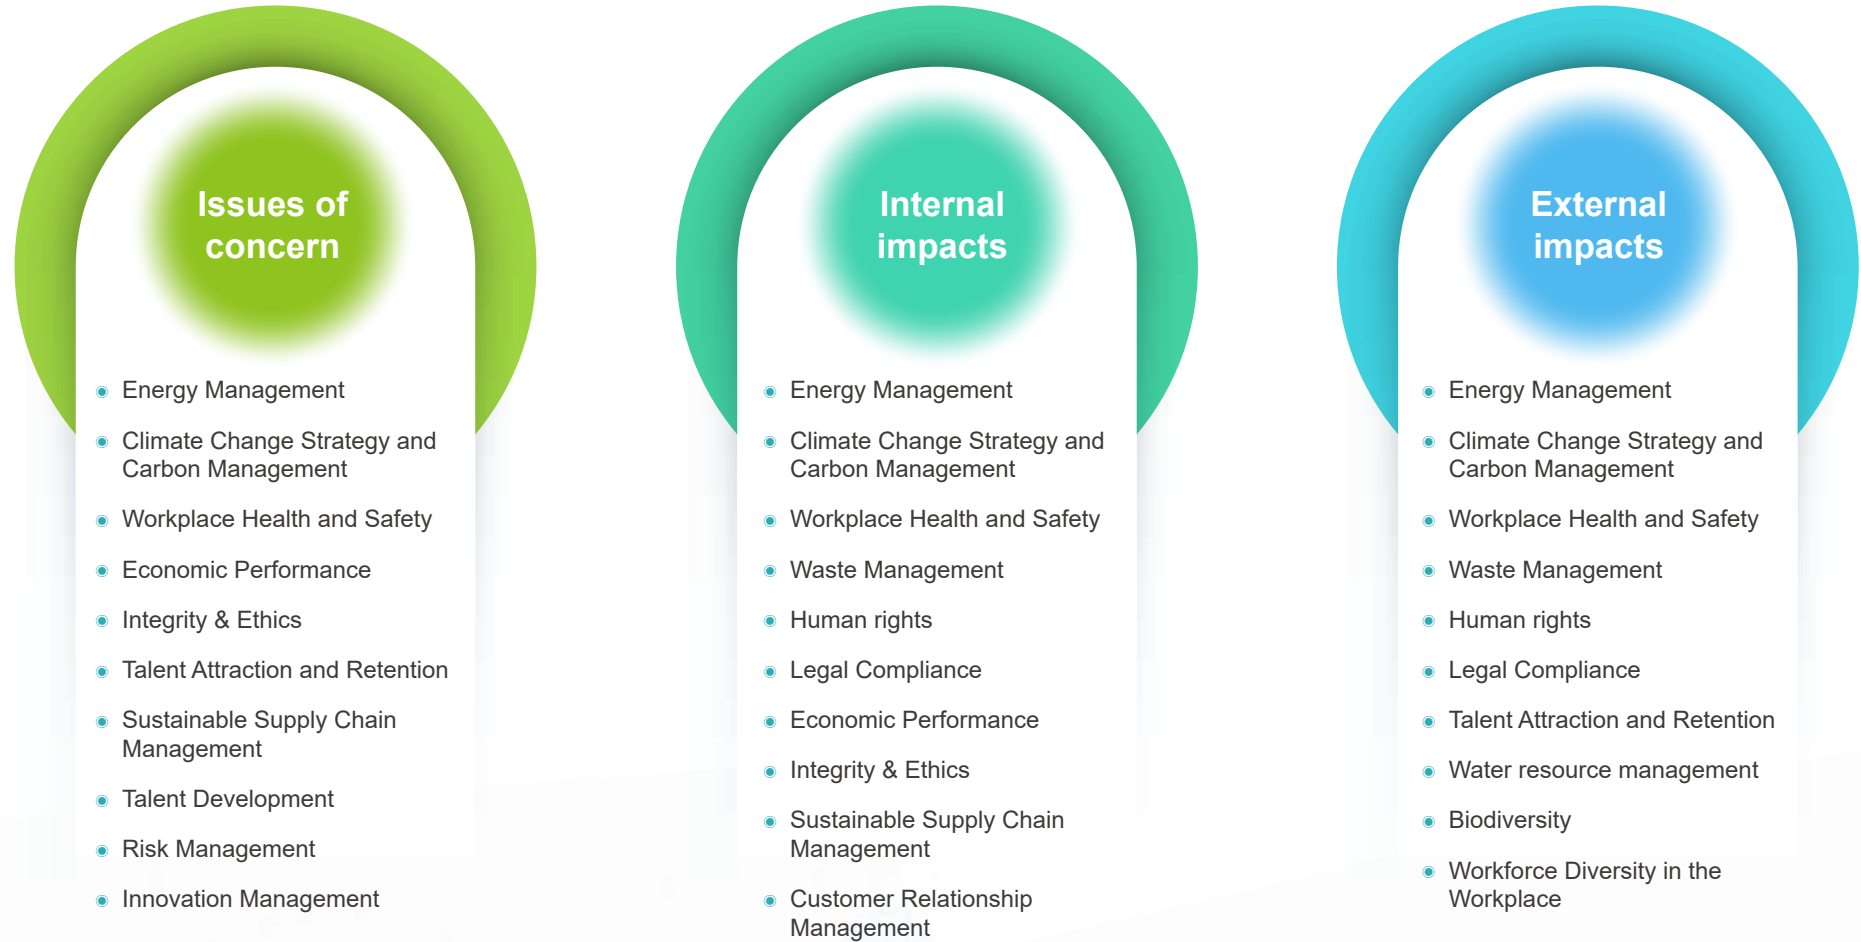 Issues of
concern
Energy Management
Climate Change Strategy and
Carbon Management
Workplace Health and Safety
Economic Performance
Integrity & Ethics
Talent Attraction and Retention
Sustainable Supply Chain
Management
Talent Development
Risk Management
Innovation Management
Internal
impacts
Energy Management
Climate Change Strategy and
Carbon Management
Workplace Health and Safety
Waste Management
Human rights
Legal Compliance
Economic Performance
Integrity & Ethics
Sustainable Supply Chain
Management
Customer Relationship
Management
External
impacts
Energy Management
Climate Change Strategy and
Carbon Management
Workplace Health and Safety
Waste Management
Human rights
Legal Compliance
Talent Attraction and Retention
Water resource management
Biodiversity
Workforce Diversity in the
Workplace